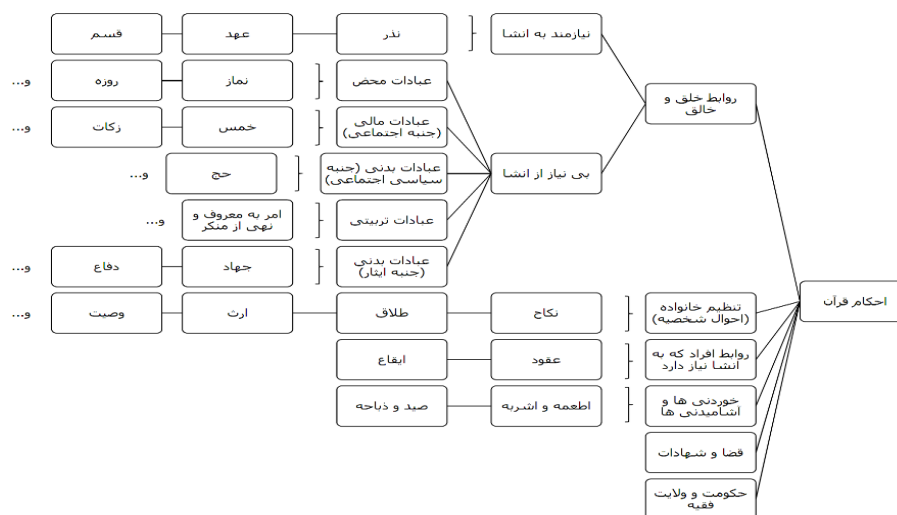 نیازمند به انشا
نذر
عهد
قسم
عبادات محض
نماز
روزه
و...
روابط خلق و
خالق
عبادات مالی
(جنبه اجتماعی)
خمس
زکات
و...
بی نیاز از انشا
عبادات بدنی (جنبه
سیاسی اجتماعی)
حج
و...
عبادات تربیتی
امر به معروف و
نهی از منکر
و...
عبادات بدنی
(جنبه ایثار)
جهاد
دفاع
و...
احکام قرآن
تنظیم خانواده
(احوال شخصیه)
نکاح
طلاق
ارث
وصیت
و...
روابط افراد که به
انشا نیاز دارد
عقود
ایقاع
خوردنی ها و
آشامیدنی ها
اطعمه و اشربه
صید و ذباحه
قضا و شهادات
حکومت و ولایت
فقیه